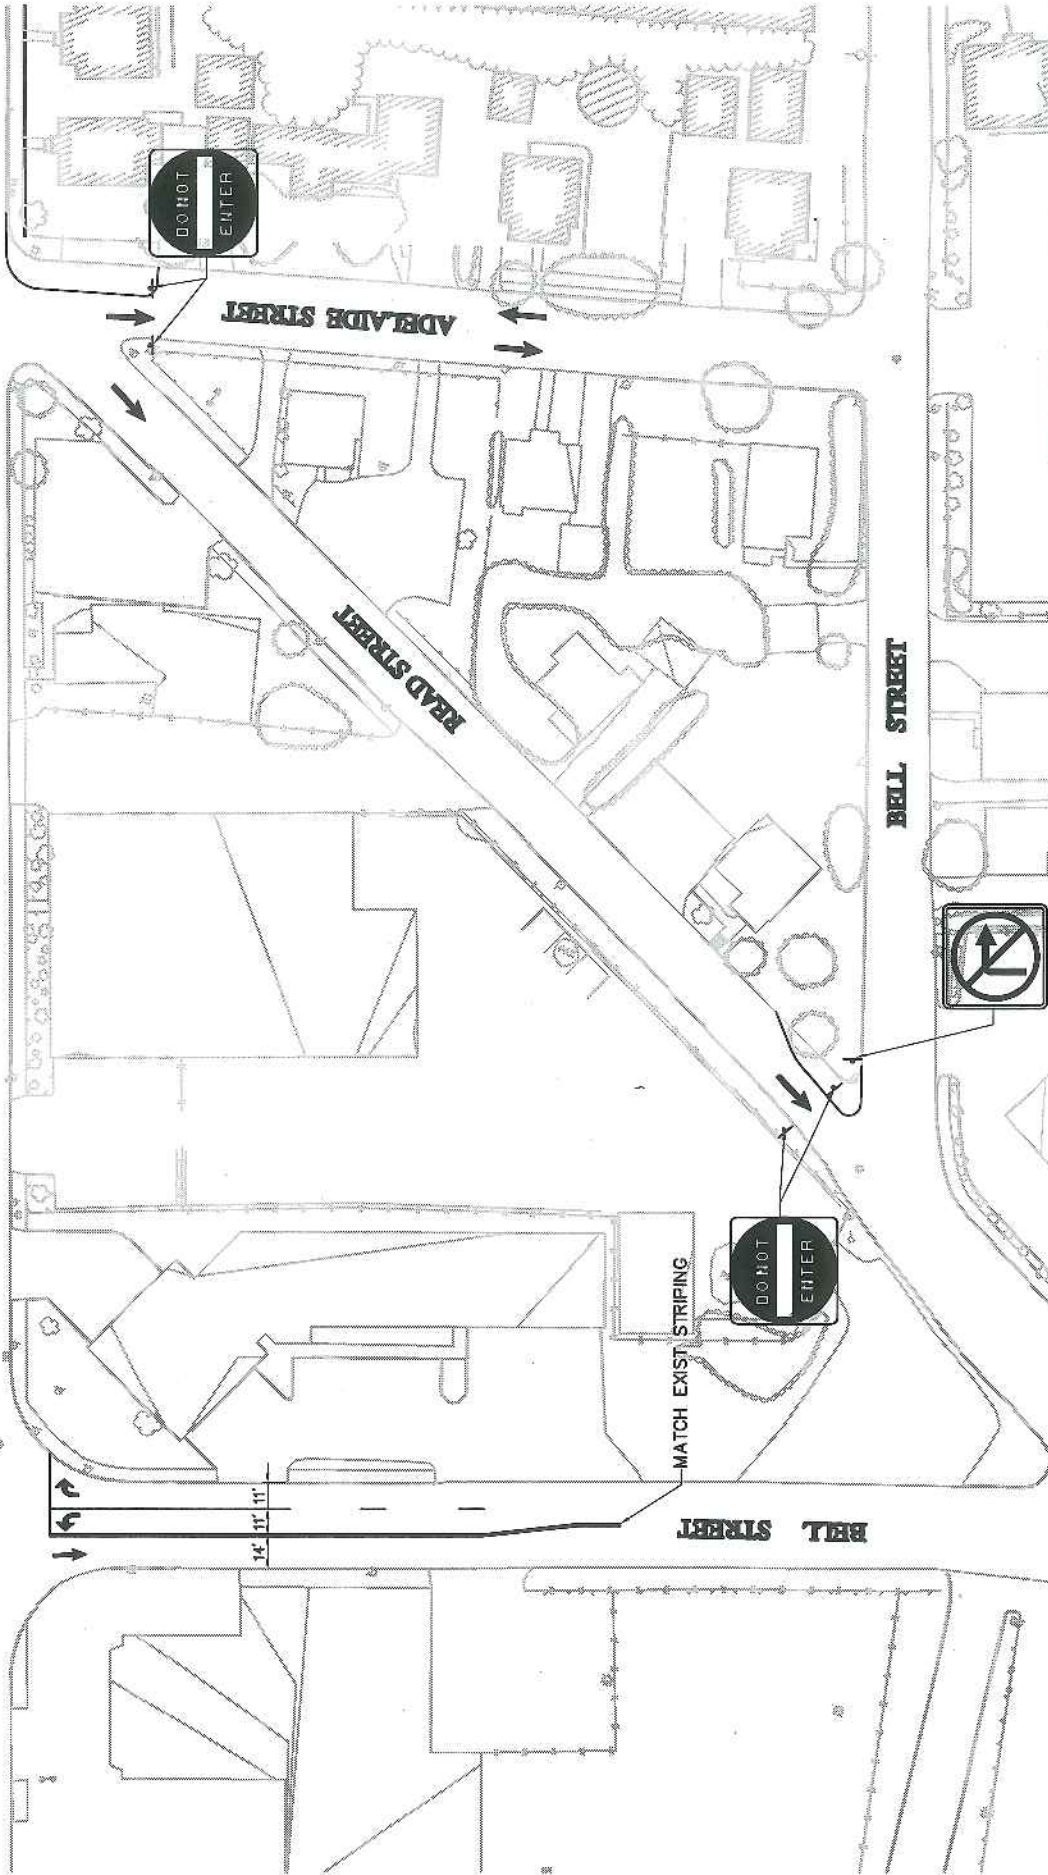 DO NOT
ENTER
ADELAIDE STREET
READ STREET
BELL STREET
DO NOT
ENTER
MATCH EXIST STRIPING
14' 11' 11'
BELL STREET